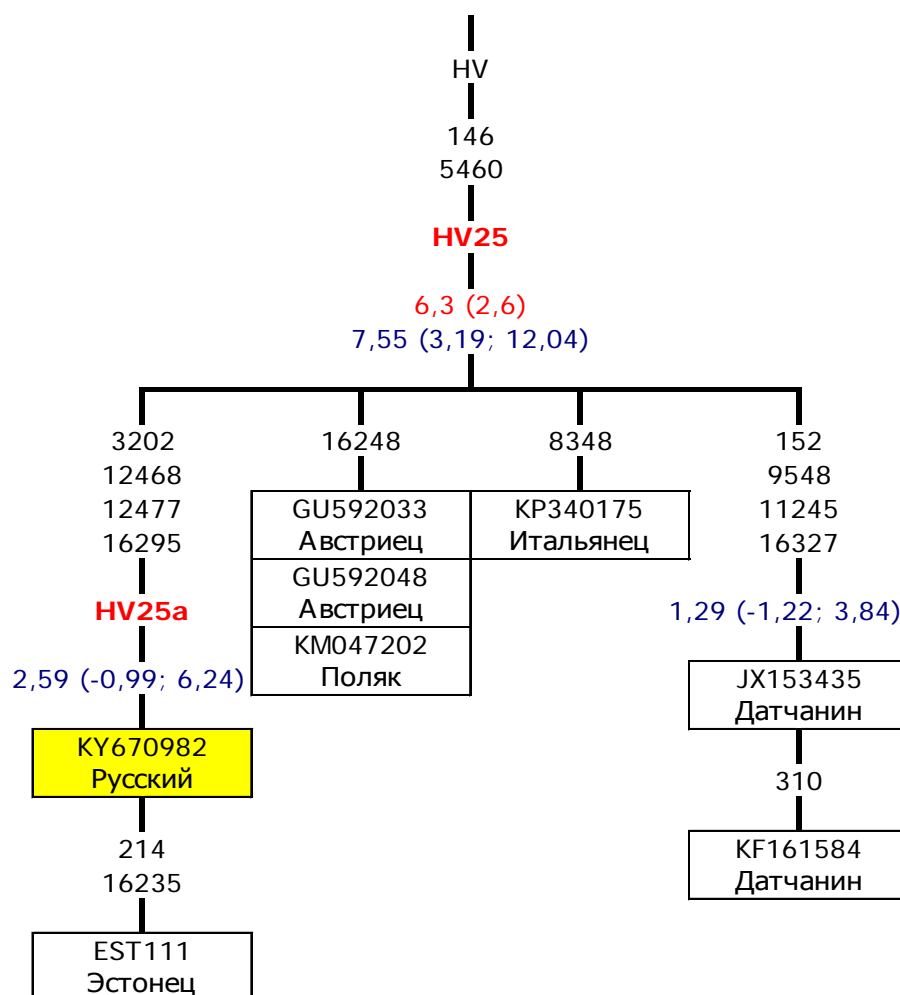 HV
146
5460
HV25
6,3 (2,6)
7,55 (3,19; 12,04)
3202
12468
12477
16295
HV25a
2,59 (-0,99; 6,24)
KY670982
Русский
214
16235
EST111
Эстонец
16248
GU592033
Австриец
GU592048
Австриец
KM047202
Поляк
8348
KP340175
Итальянец
152
9548
11245
16327
1,29 (-1,22; 3,84)
JX153435
Датчанин
310
KF161584
Датчанин